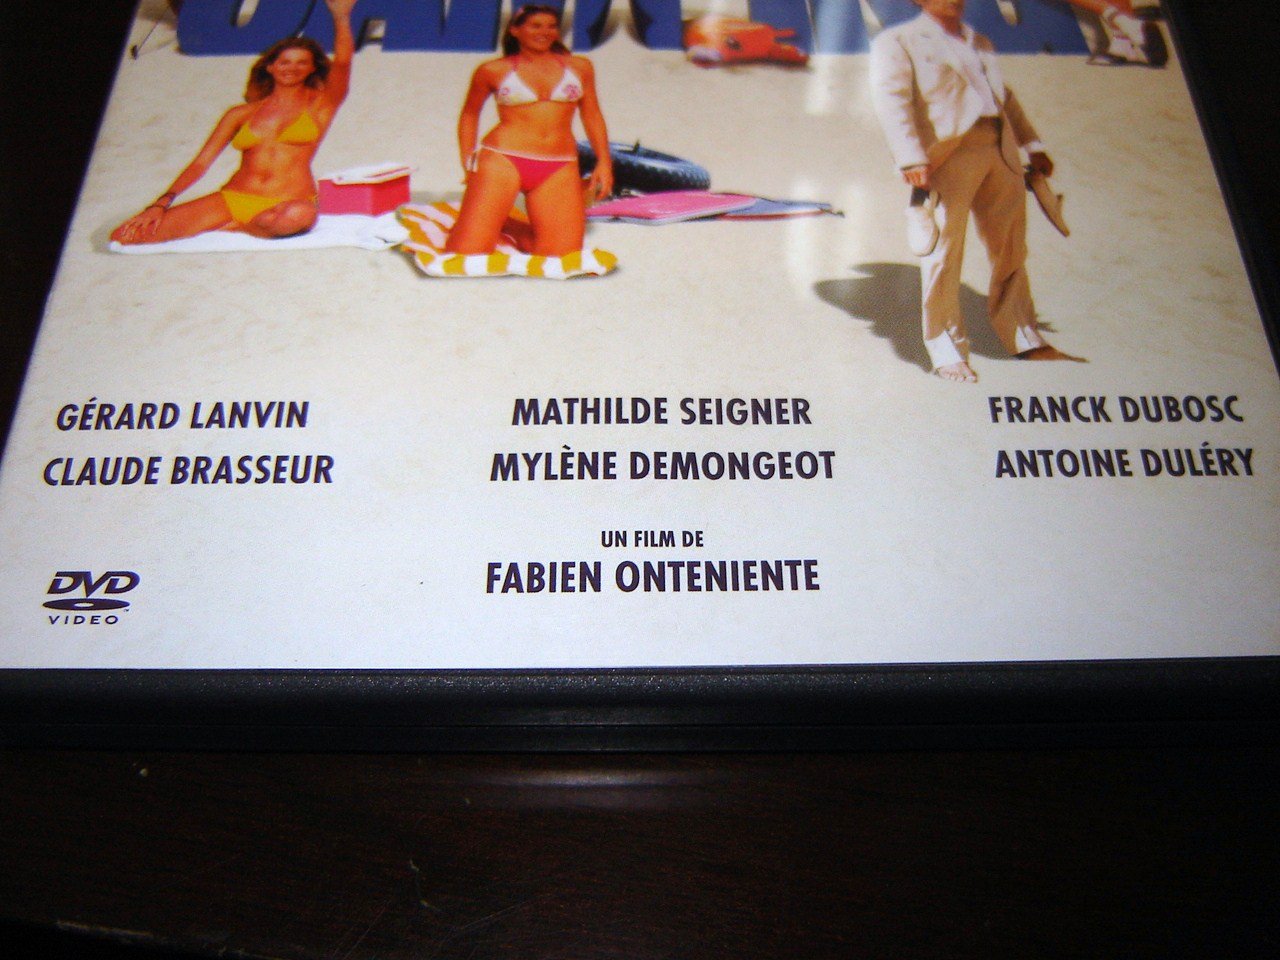 GÉRARD LANVIN MATHILDE SEIGNER FRANCK DUBOSC
CLAUDE BRASSEUR MYLÈNE DEMONGEOT ANTOINE DULÉRY
UN FILM DE
FABIEN ONTENIENTE
DVD
VIDEO